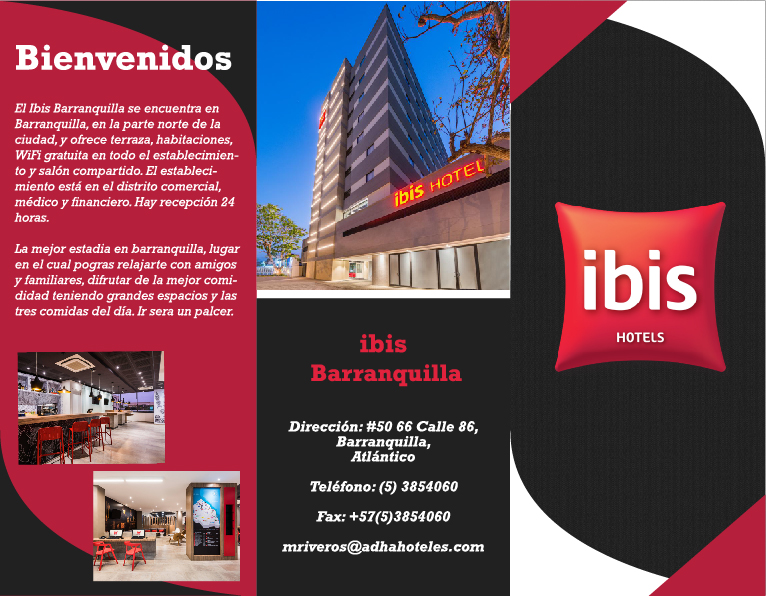 Bienvenidos
El Ibis Barranquilla se encuentra en
Barranquilla, en la parte norte de la
ciudad, y ofrece terraza, habitaciones,
WiFi gratuita en todo el establecimien-
to y salón compartido. El estableci-
miento está en el distrito comercial,
médico y financiero. Hay recepción 24
horas.
La mejor estadia en barranquilla, lugar
en el cual pogras relajarte con amigos
y familiares, difrutar de la mejor comi-
didad teniendo grandes espacios y las
tres comidas del día. Ir sera un palcer.
ibis HOTEL
ibis
Barranquilla
Dirección: #50 66 Calle 86,
Barranquilla,
Atlántico
Teléfono: (5) 3854060
Fax: +57(5)3854060
mriveros@adhahoteles.com
ibis
HOTELS